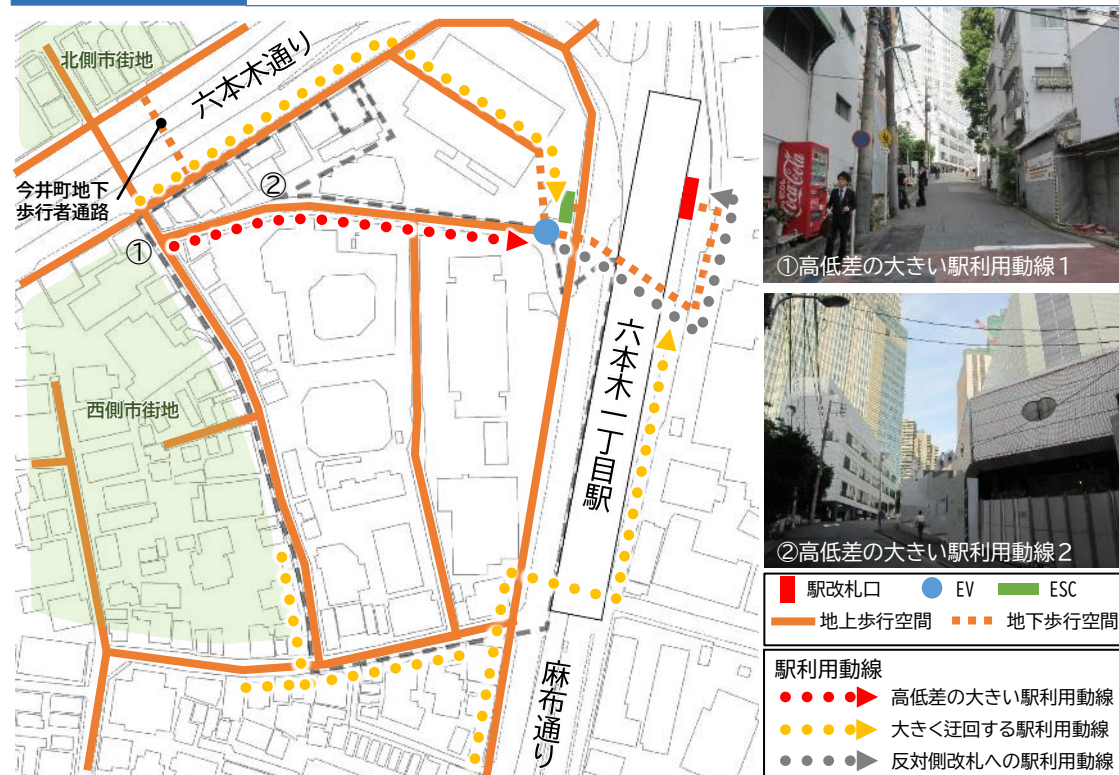 北側市街地
六本木通り
今井町地下
歩行者通路
①
②
西側市街地
六本木一丁目駅
麻布通り
Coca-Cola
①高低差の大きい駅利用動線1
②高低差の大きい駅利用動線2
駅改札口 EV ESC
地上歩行空間 地下歩行空間
駅利用動線
高低差の大きい駅利用動線
大きく迂回する駅利用動線
反対側改札への駅利用動線